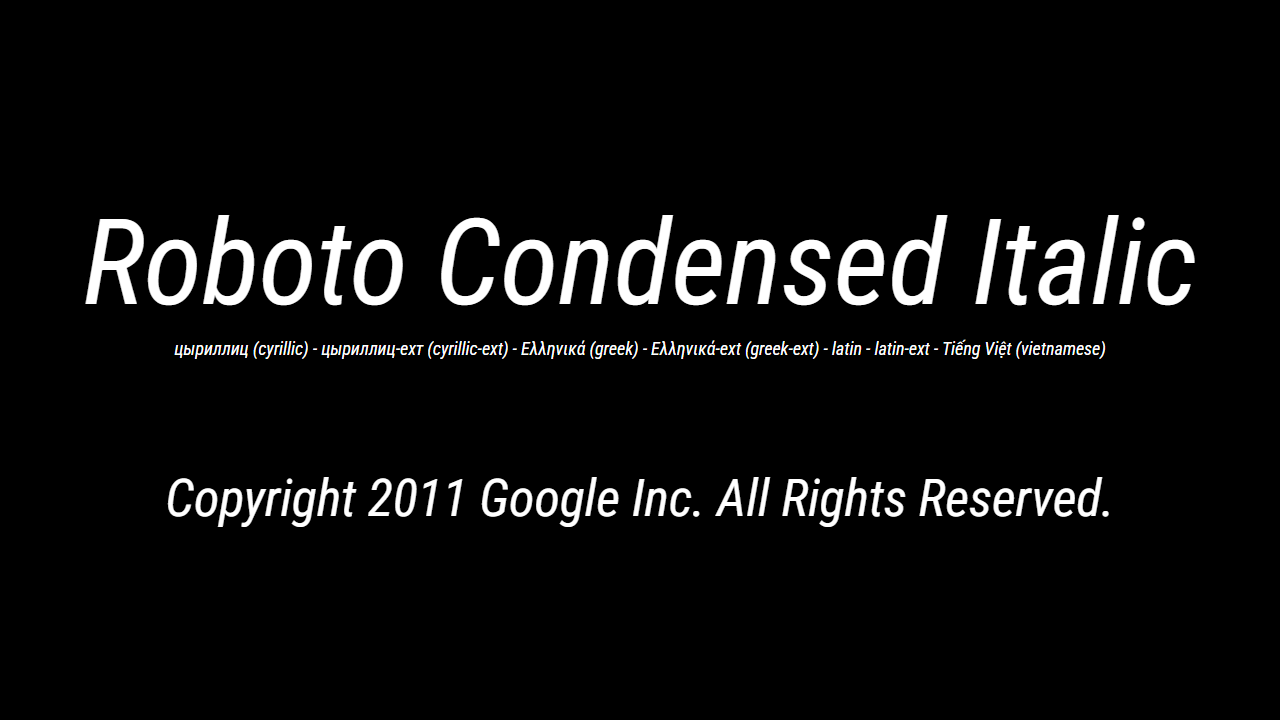 Roboto Condensed Italic
цыриллиц (cyrillic) - цыриллиц-ехт (cyrillic-ext) - Ελληνικά (greek) - Ελληνικά-ext (greek-ext) - latin - latin-ext - Tiếng Việt (vietnamese)
Copyright 2011 Google Inc. All Rights Reserved.